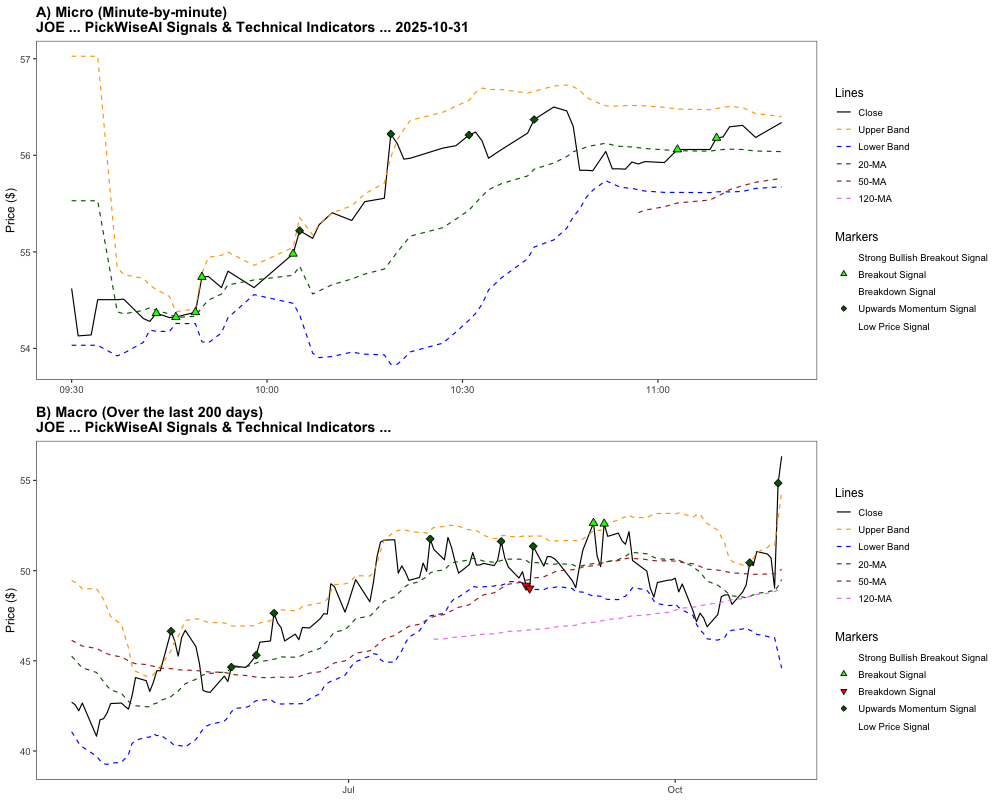 A) Micro (Minute-by-minute)
JOE ... PickWiseAI Signals & Technical Indicators ... 2025-10-31
57
56
55
54
Price ($)
09:30
10:00
10:30
11:00
Lines
Close
Upper Band
Lower Band
20-MA
50-MA
120-MA
Markers
Strong Bullish Breakout Signal
Breakout Signal
Breakdown Signal
Upwards Momentum Signal
Low Price Signal
B) Macro (Over the last 200 days)
JOE ... PickWiseAI Signals & Technical Indicators ...
55
50
45
40
Price ($)
Jul
Oct
Lines
Close
Upper Band
Lower Band
20-MA
50-MA
120-MA
Markers
Strong Bullish Breakout Signal
Breakout Signal
Breakdown Signal
Upwards Momentum Signal
Low Price Signal